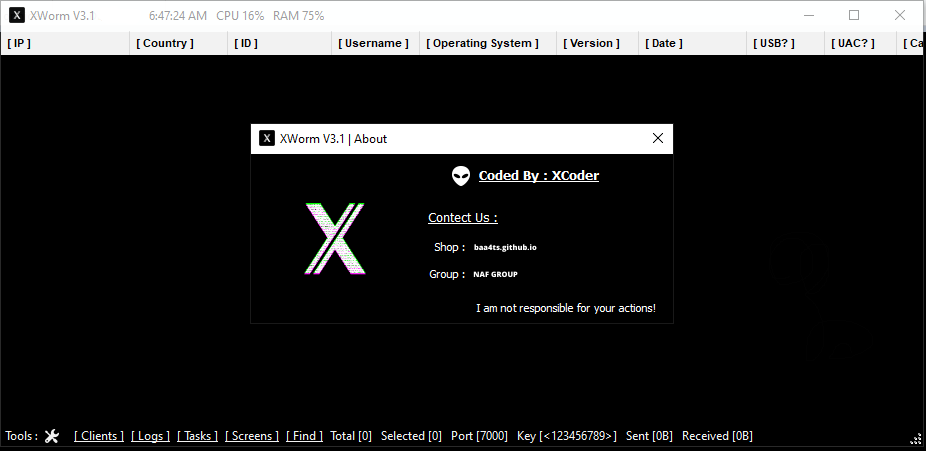 XWorm V3.1 6:47:24 AM CPU 16% RAM 75%
[ IP ] [ Country ] [ ID ] [ Username ] [ Operating System ] [ Version ] [ Date ] [ USB? ] [ UAC? ] [ Ca
XWorm V3.1 | About
Coded By : XCoder
Contect Us :
Shop : baa4ts.github.io
Group : NAF GROUP
I am not responsible for your actions!
Tools : [ Clients ] [ Logs ] [ Tasks ] [ Screens ] [ Find ] Total [0] Selected [0] Port [7000] Key [<123456789>] Sent [0B] Received [0B]